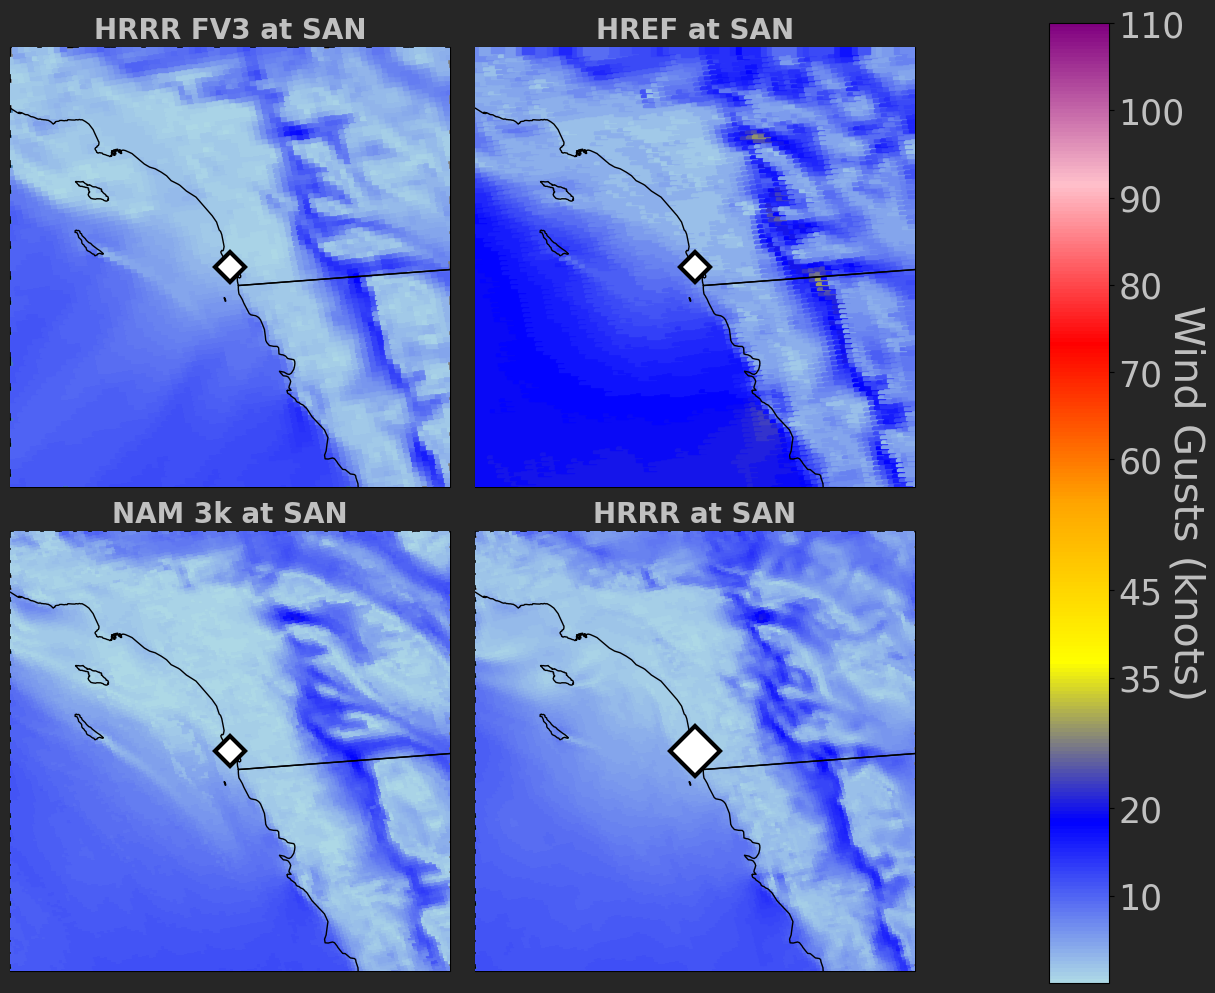 HRRR FV3 at SAN
HREF at SAN
NAM 3k at SAN
HRRR at SAN
110
100
90
80
70
60
45
35
20
10
Wind Gusts (knots)